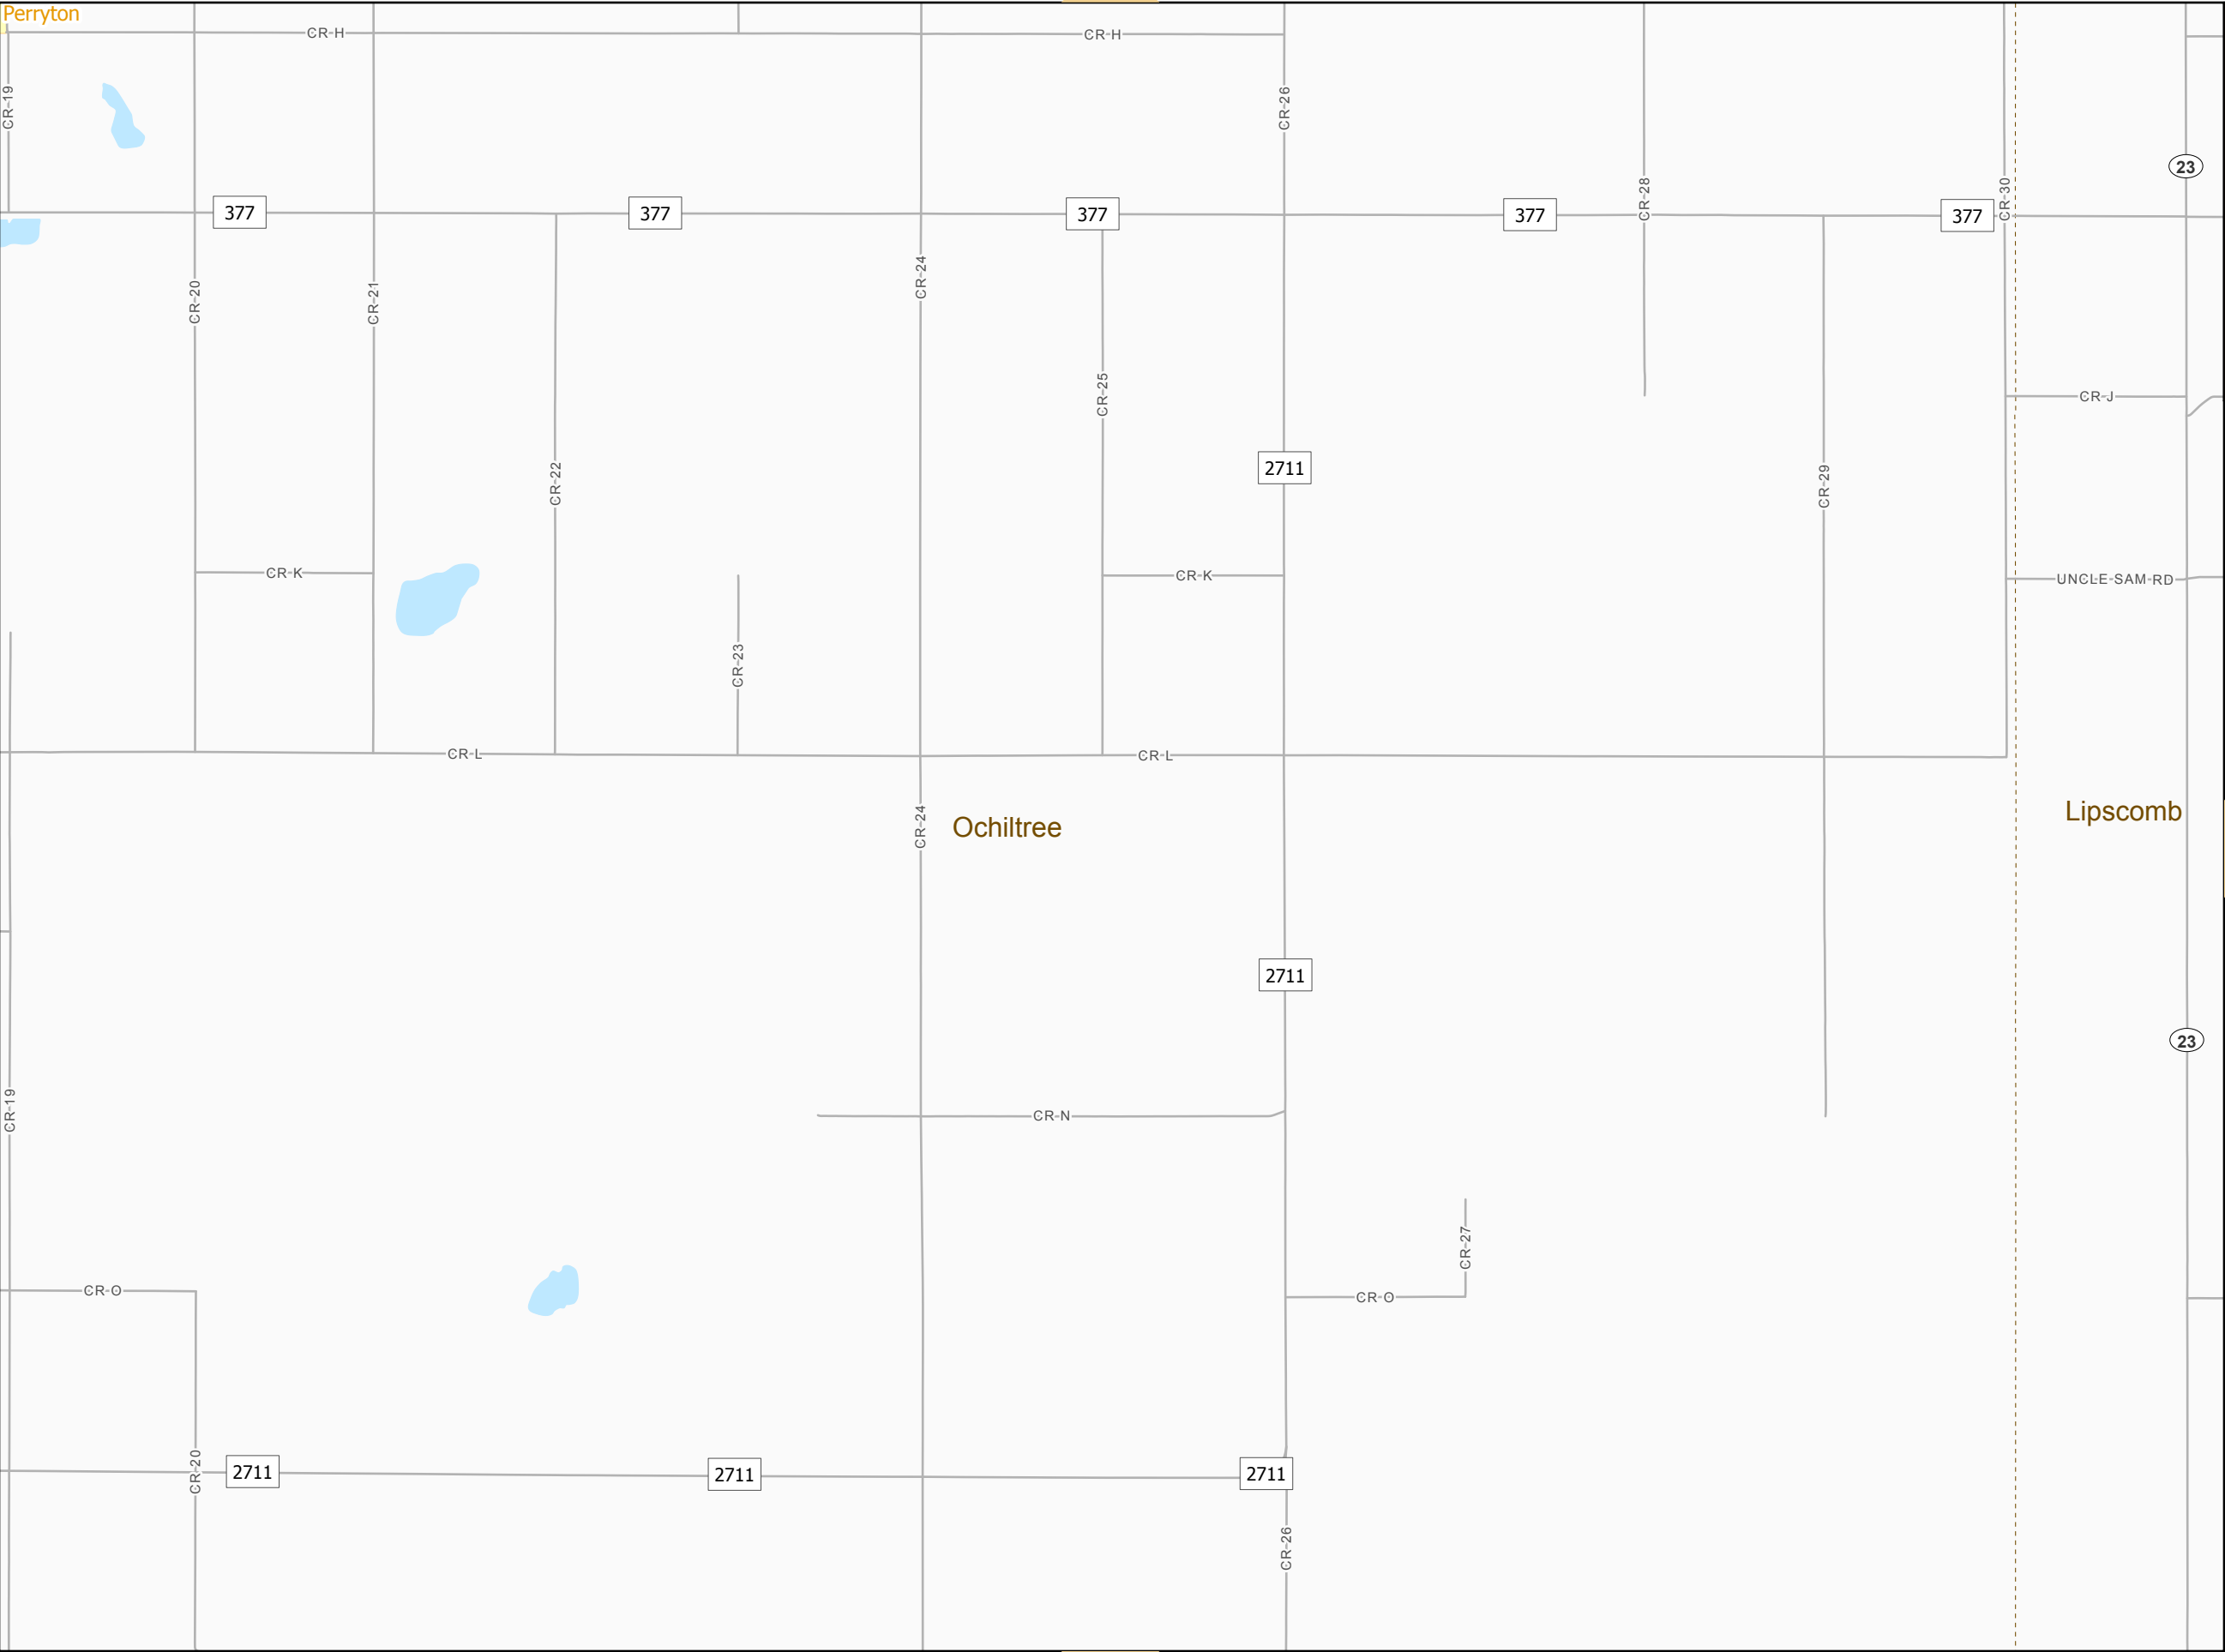 Perryton
CR H
CR H
CR 19
CR 26
23
CR 28
CR 30
377
377
377
377
377
CR 20
CR 21
CR 24
CR 25
CR J
2711
CR 22
CR 29
CR K
CR K
UNCLE SAM RD
CR 23
CR L
CR L
Lipscomb
CR 24
Ochiltree
2711
23
CR 19
CR N
CR 27
CR O
CR O
CR 20
2711
2711
2711
CR 26